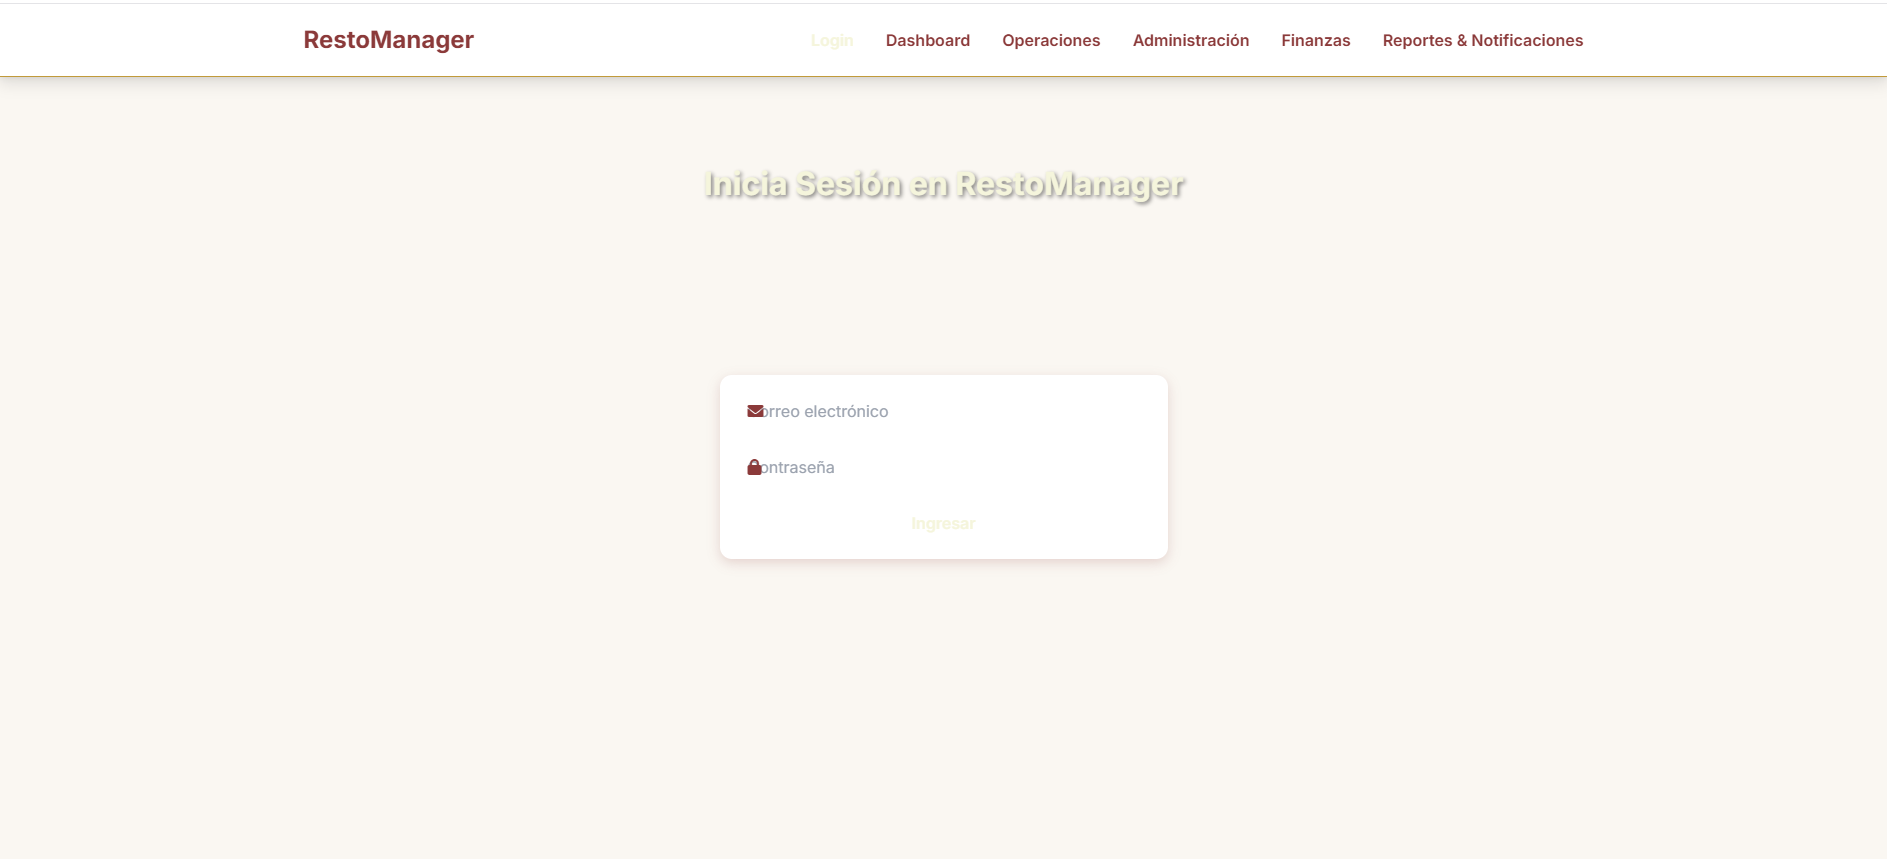 RestoManager
Login Dashboard Operaciones Administración Finanzas Reportes & Notificaciones
Inicia Sesión en RestoManager
orreo electrónico
ontraseña
Ingresar